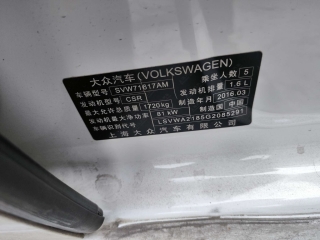 大众汽车(VOLKSWAGEN)
车辆型号 SVW71617AM 乘坐人数 5
发动机型号 CSR 发动机排量 1.6 L
最大允许总质量 1720kg 制造年月 2016.03
发动机最大净功率 81 kW 制造国 中国
车辆识别代号 LSVWA2185G2085291
上海大众汽车有限公司